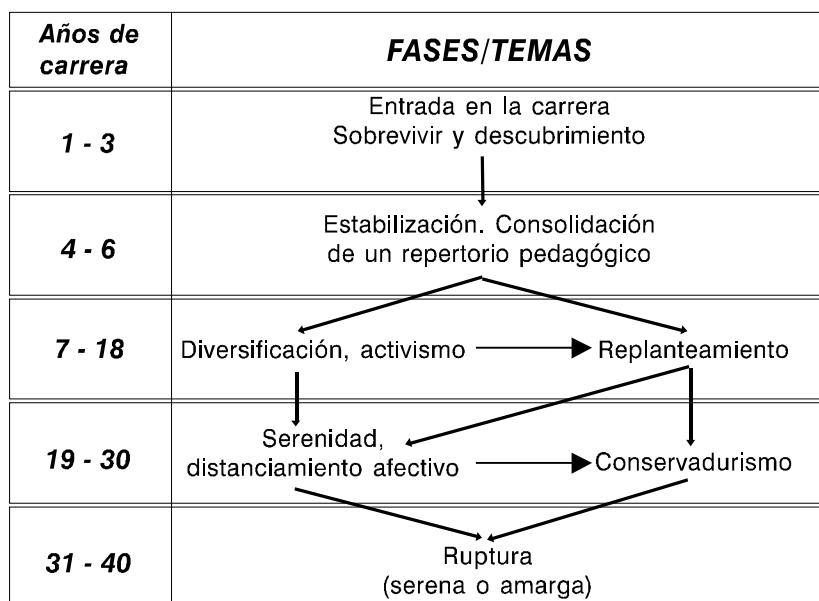 Años de
carrera
FASES/TEMAS
1 - 3
Entrada en la carrera
Sobrevivir y descubrimiento
4 - 6
Estabilización. Consolidación
de un repertorio pedagógico
7 - 18
Diversificación, activismo
Replanteamiento
19 - 30
Serenidad,
distanciamiento afectivo
Conservadurismo
31 - 40
Ruptura
(serena o amarga)